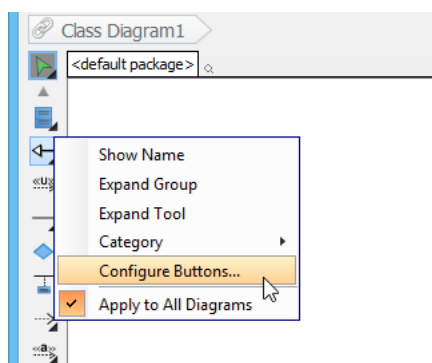 Class Diagram1
<default package>
Show Name
Expand Group
Expand Tool
Category
Configure Buttons...
Apply to All Diagrams